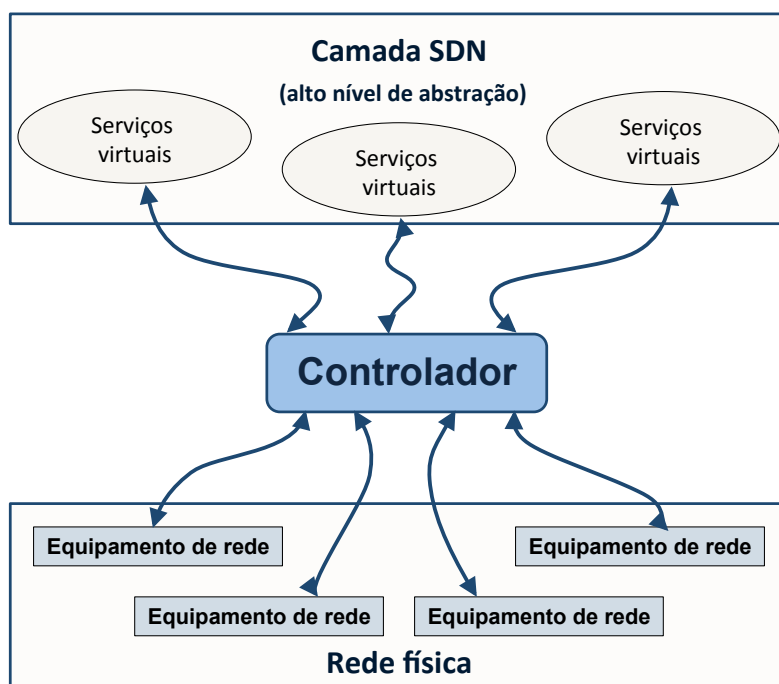 Camada SDN
(alto nível de abstração)
Serviços
virtuais
Serviços
virtuais
Serviços
virtuais
Controlador
Equipamento de rede
Equipamento de rede
Equipamento de rede
Equipamento de rede
Rede física